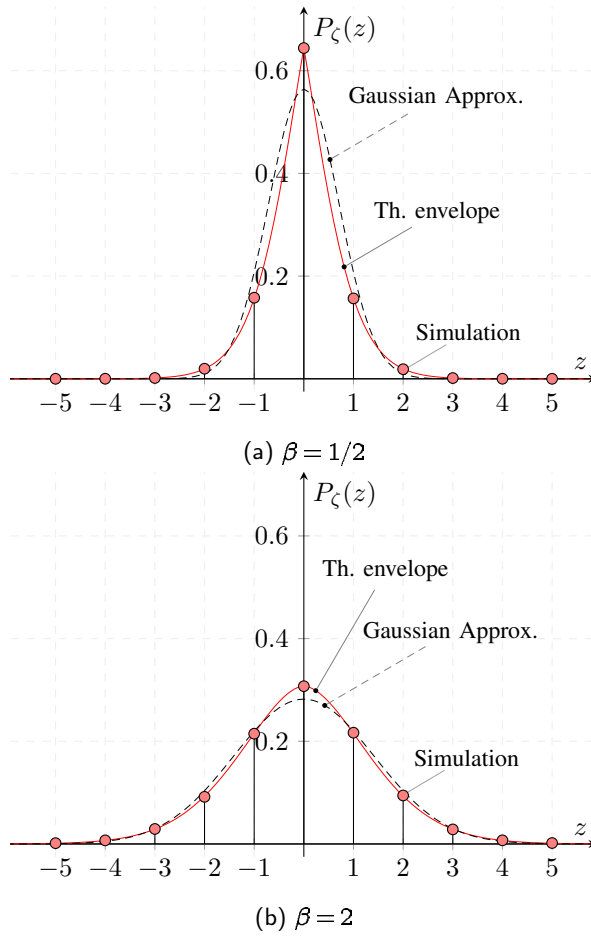 P_ζ(z)
0.6
Gaussian Approx.
0.4
Th. envelope
0.2
Simulation
z
−5 −4 −3 −2 −1 1 2 3 4 5
(a) β = 1/2
P_ζ(z)
0.6
Th. envelope
0.4
Gaussian Approx.
0.2
Simulation
z
−5 −4 −3 −2 −1 1 2 3 4 5
(b) β = 2